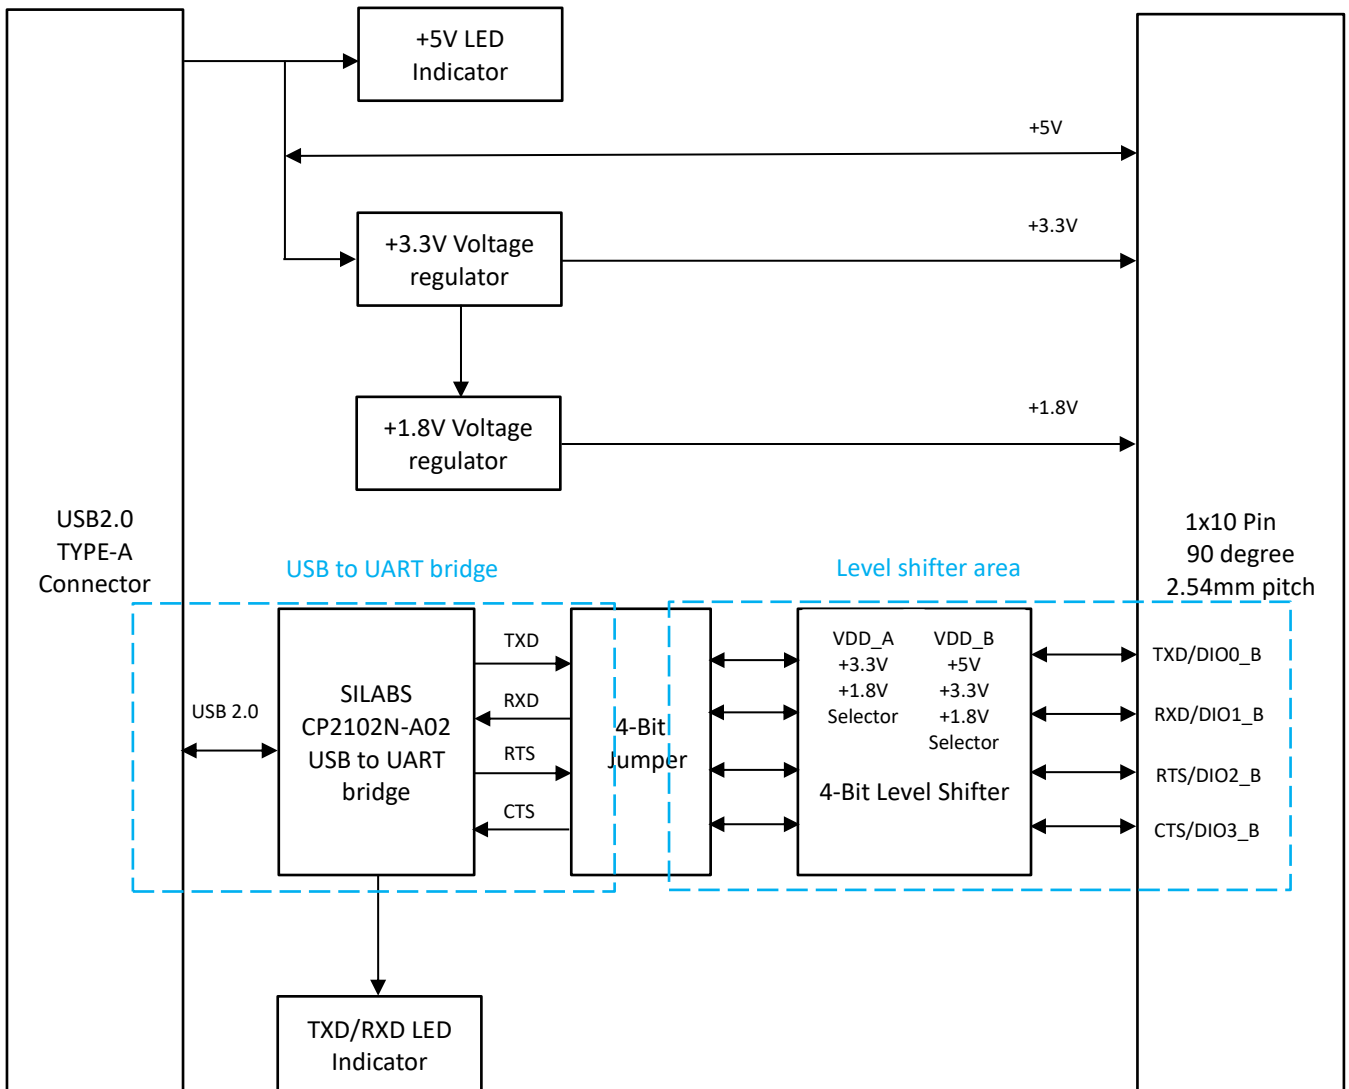 +5V LED
Indicator
+5V
+3.3V
+3.3V Voltage
regulator
+1.8V
+1.8V Voltage
regulator
USB2.0
TYPE-A
Connector
1x10 Pin
90 degree
2.54mm pitch
USB to UART bridge
Level shifter area
USB 2.0
SILABS
CP2102N-A02
USB to UART
bridge
TXD
RXD
RTS
CTS
4-Bit
Jumper
VDD_A
+3.3V
+1.8V
Selector
VDD_B
+5V
+3.3V
+1.8V
Selector
4-Bit Level Shifter
TXD/DIO0_B
RXD/DIO1_B
RTS/DIO2_B
CTS/DIO3_B
TXD/RXD LED
Indicator